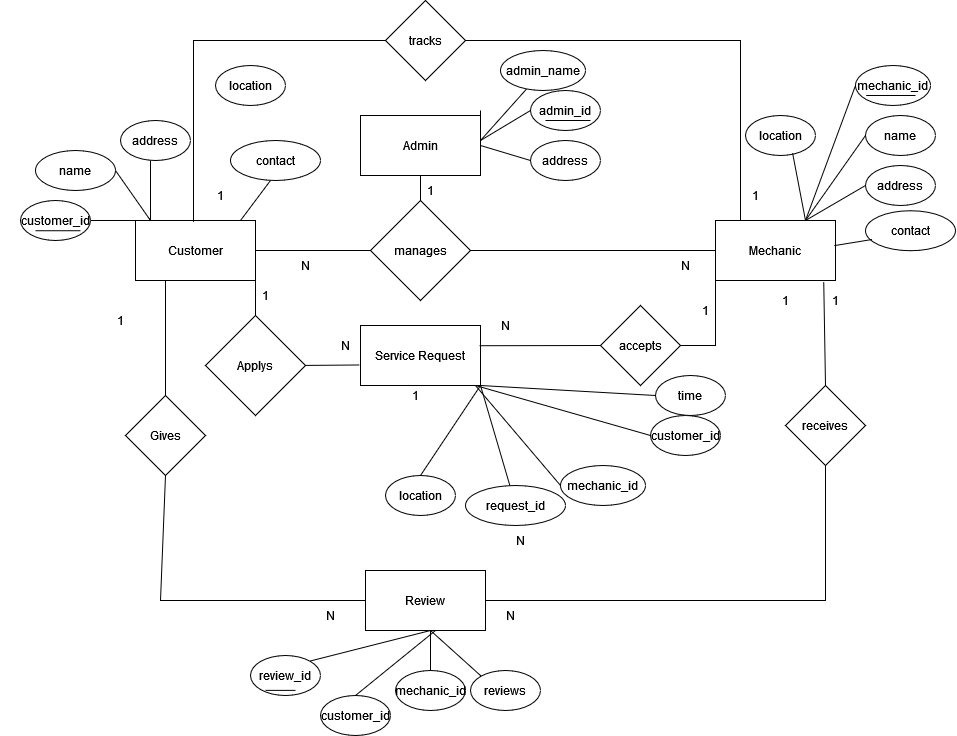 tracks
location
admin_name
mechanic_id
admin_id
address
Admin
location
name
contact
address
name
address
1
1
1
customer_id
contact
Customer
manages
Mechanic
N
N
1
1
1
1
1
N
N
accepts
Service Request
Applys
1
time
customer_id
receives
Gives
location
mechanic_id
request_id
N
Review
N
N
review_id
customer_id
mechanic_id
reviews